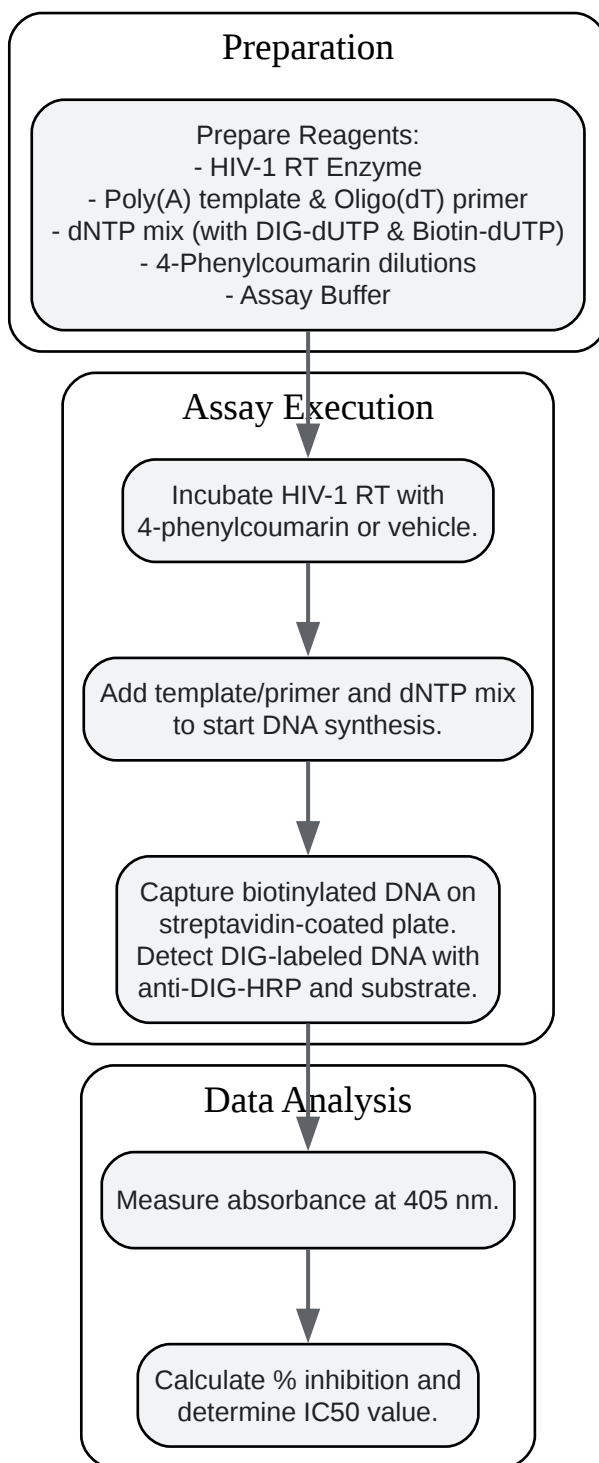 Preparation
Prepare Reagents:
- HIV-1 RT Enzyme
- Poly(A) template & Oligo(dT) primer
- dNTP mix (with DIG-dUTP & Biotin-dUTP)
- 4-Phenylcoumarin dilutions
- Assay Buffer
Assay Execution
Incubate HIV-1 RT with
4-phenylcoumarin or vehicle.
Add template/primer and dNTP mix
to start DNA synthesis.
Capture biotinylated DNA on
streptavidin-coated plate.
Detect DIG-labeled DNA with
anti-DIG-HRP and substrate.
Data Analysis
Measure absorbance at 405 nm.
Calculate % inhibition and
determine IC50 value.